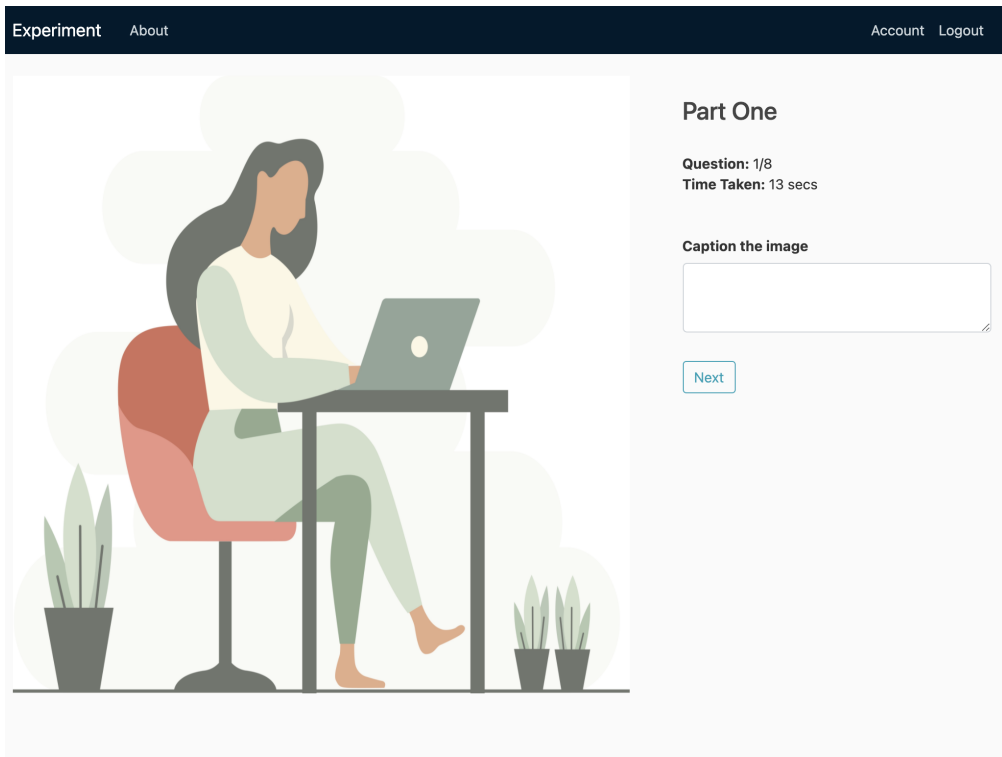 Experiment About Account Logout
Part One
Question: 1/8
Time Taken: 13 secs
Caption the image
Next